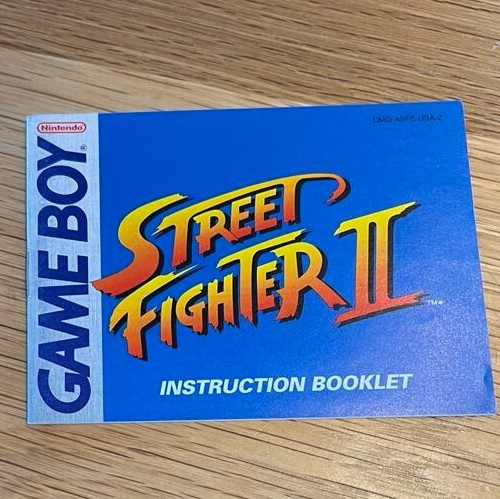 Nintendo
GAME BOY
®
DMG-ASFE-USA-2
STREET
FIGHTER II
™
INSTRUCTION BOOKLET